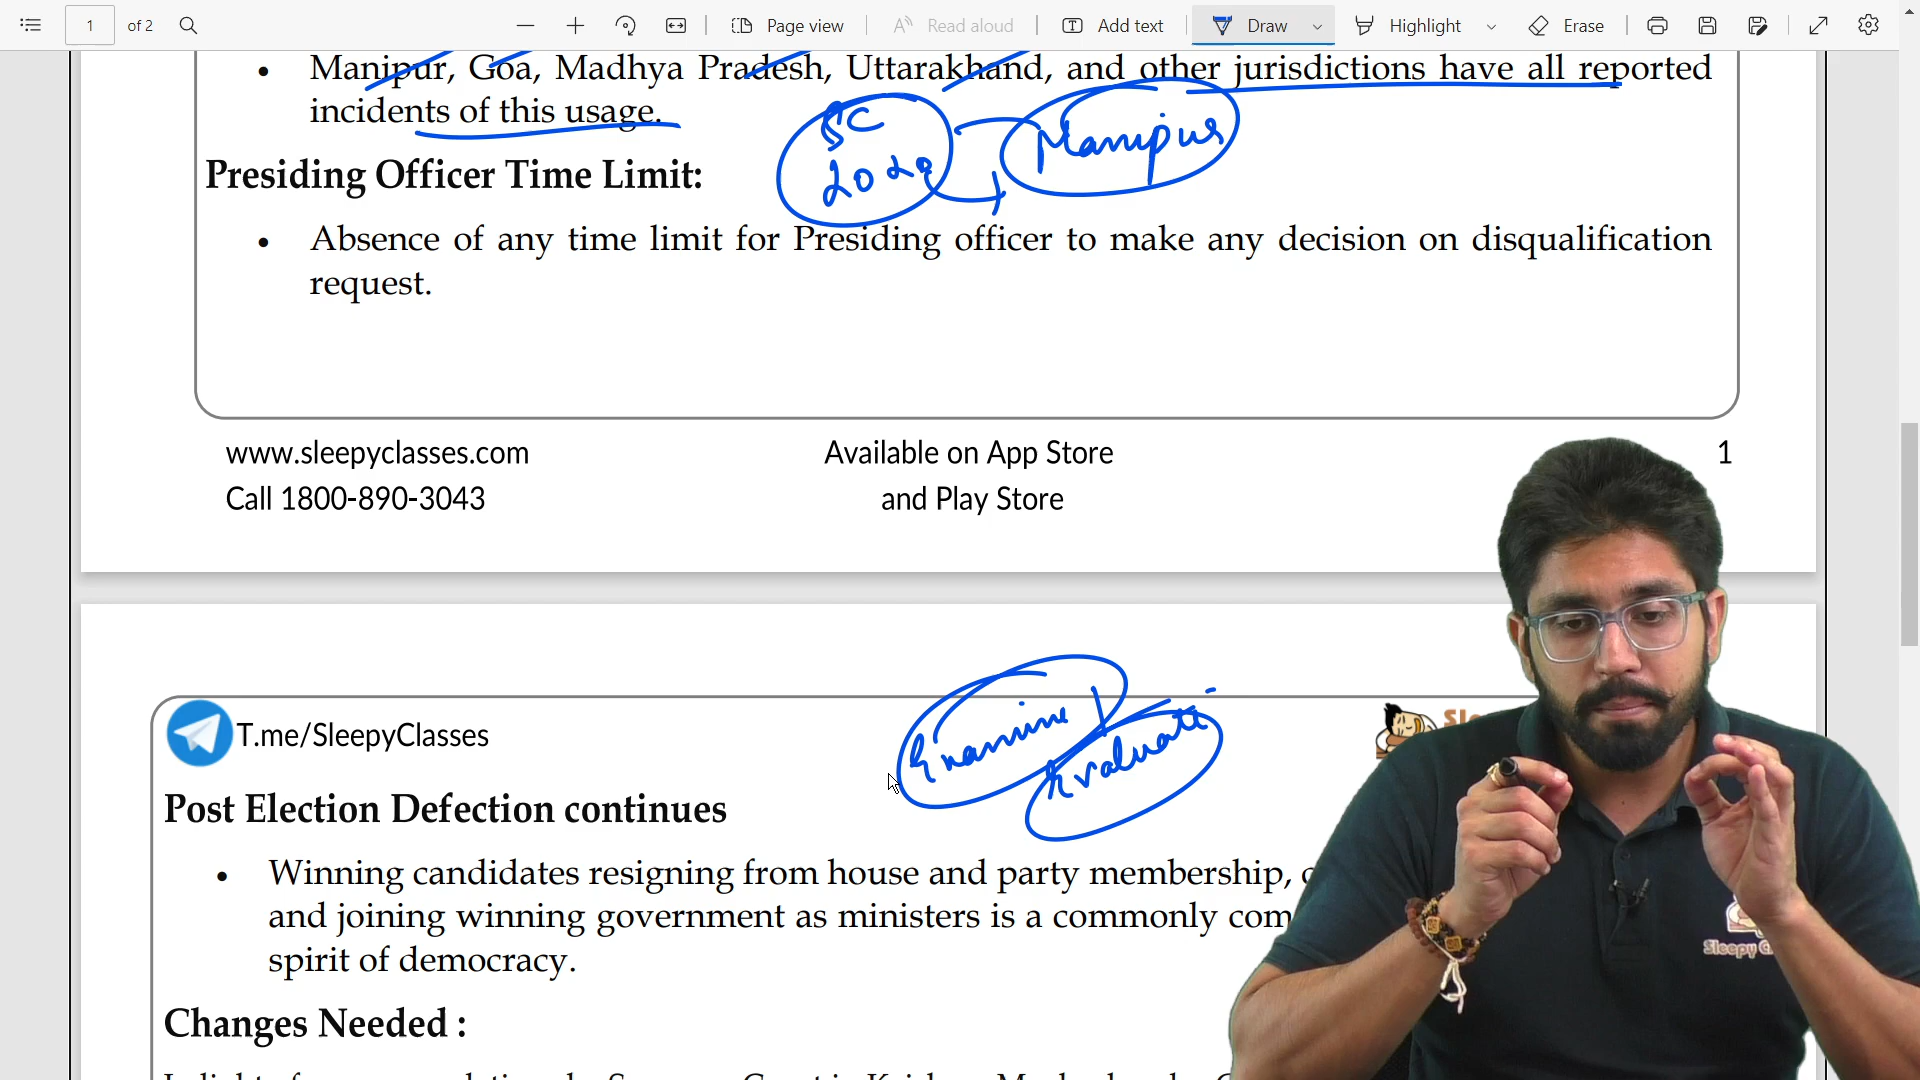 1 of 2 Page view Read aloud Add text Draw Highlight Erase
Manipur, Goa, Madhya Pradesh, Uttarakhand, and other jurisdictions have all reported
incidents of this usage.
SC
2020
Manipur
Presiding Officer Time Limit:
Absence of any time limit for Presiding officer to make any decision on disqualification
request.
www.sleepyclasses.com Available on App Store 1
Call 1800-890-3043 and Play Store
T.me/SleepyClasses
Examine
Evaluate
Post Election Defection continues
Winning candidates resigning from house and party membership,
and joining winning government as ministers is a commonly com
spirit of democracy.
Sleepy C
Changes Needed :